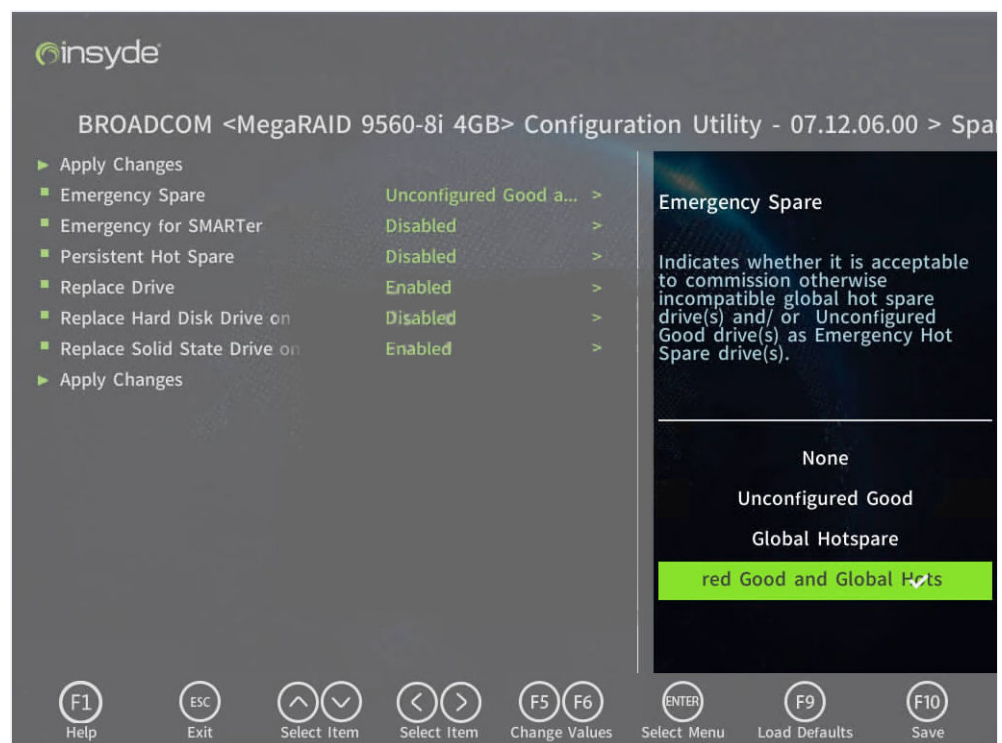 insyde
BROADCOM <MegaRAID 9560-8i 4GB> Configuration Utility - 07.12.06.00 > Spa
Apply Changes
Emergency Spare Unconfigured Good a... >
Emergency for SMARTer Disabled >
Persistent Hot Spare Disabled >
Replace Drive Enabled >
Replace Hard Disk Drive on Disabled >
Replace Solid State Drive on Enabled >
Apply Changes
Emergency Spare
Indicates whether it is acceptable
to commission otherwise
incompatible global hot spare
drive(s) and/ or Unconfigured
Good drive(s) as Emergency Hot
Spare drive(s).
None
Unconfigured Good
Global Hotspare
red Good and Global Hots
F1 ESC F5 F6 ENTER F9 F10
Help Exit Select Item Select Item Change Values Select Menu Load Defaults Save